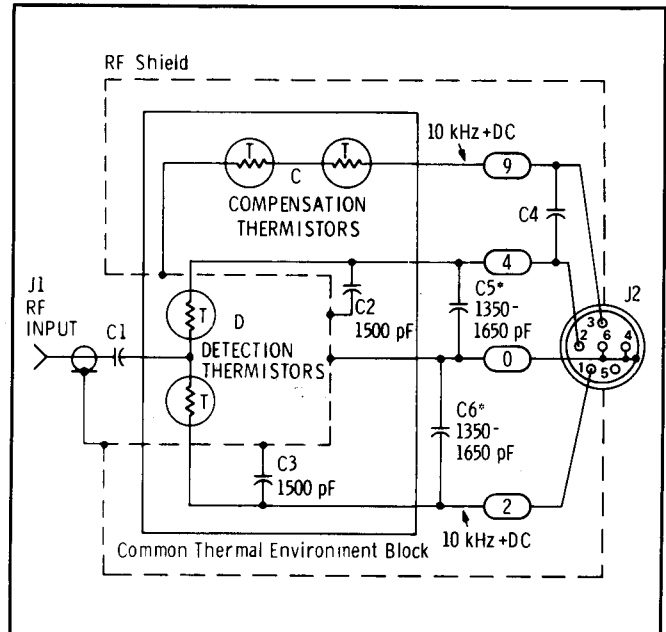 RF Shield
10 kHz +DC
T
T
9
C
COMPENSATION
THERMISTORS
C4
4
J1
RF
INPUT
C1
T
D
DETECTION
THERMISTORS
T
C2
1500 pF
C5*
1350-
1650 pF
0
J2
3
2
6
4
1
5
C6*
1350-
1650 pF
C3
1500 pF
2
10 kHz +DC
Common Thermal Environment Block